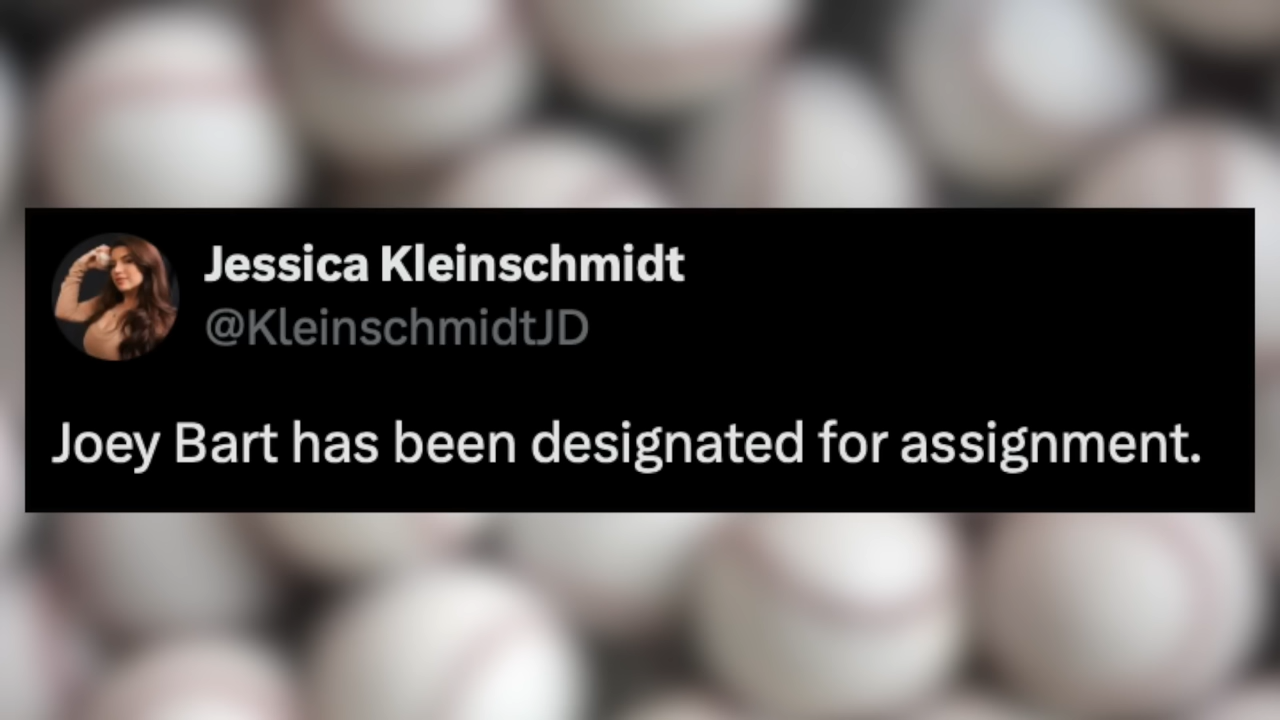 Jessica Kleinschmidt
@KleinschmidtJD
Joey Bart has been designated for assignment.